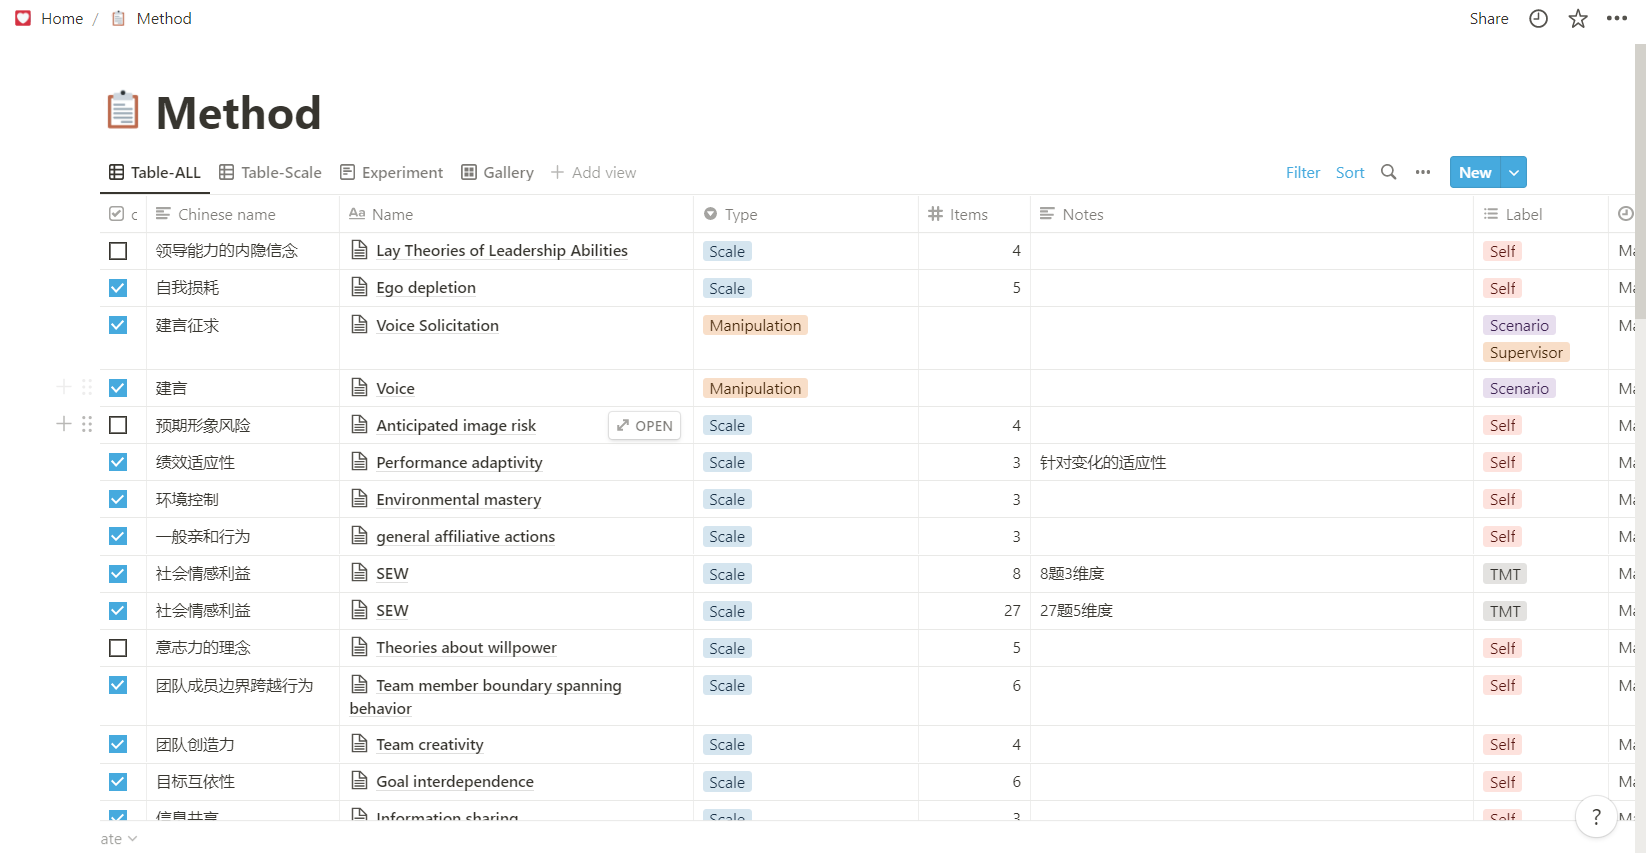 Home / Method
Share
Method
Table-ALL Table-Scale Experiment Gallery Add view
Filter Sort New
c Chinese name Name Type Items Notes Label
领导能力的内隐信念 Lay Theories of Leadership Abilities Scale 4 Self
自我损耗 Ego depletion Scale 5 Self
建言征求 Voice Solicitation Manipulation Scenario
Supervisor
建言 Voice Manipulation Scenario
预期形象风险 Anticipated image risk OPEN Scale 4 Self
绩效适应性 Performance adaptivity Scale 3 针对变化的适应性 Self
环境控制 Environmental mastery Scale 3 Self
一般亲和行为 general affiliative actions Scale 3 Self
社会情感利益 SEW Scale 8 8题3维度 TMT
社会情感利益 SEW Scale 27 27题5维度 TMT
意志力的理念 Theories about willpower Scale 5 Self
团队成员边界跨越行为 Team member boundary spanning Scale 6 Self
behavior
团队创造力 Team creativity Scale 4 Self
目标互依性 Goal interdependence Scale 6 Self
信息共享 Information sharing Scale 3 Self
ate
?